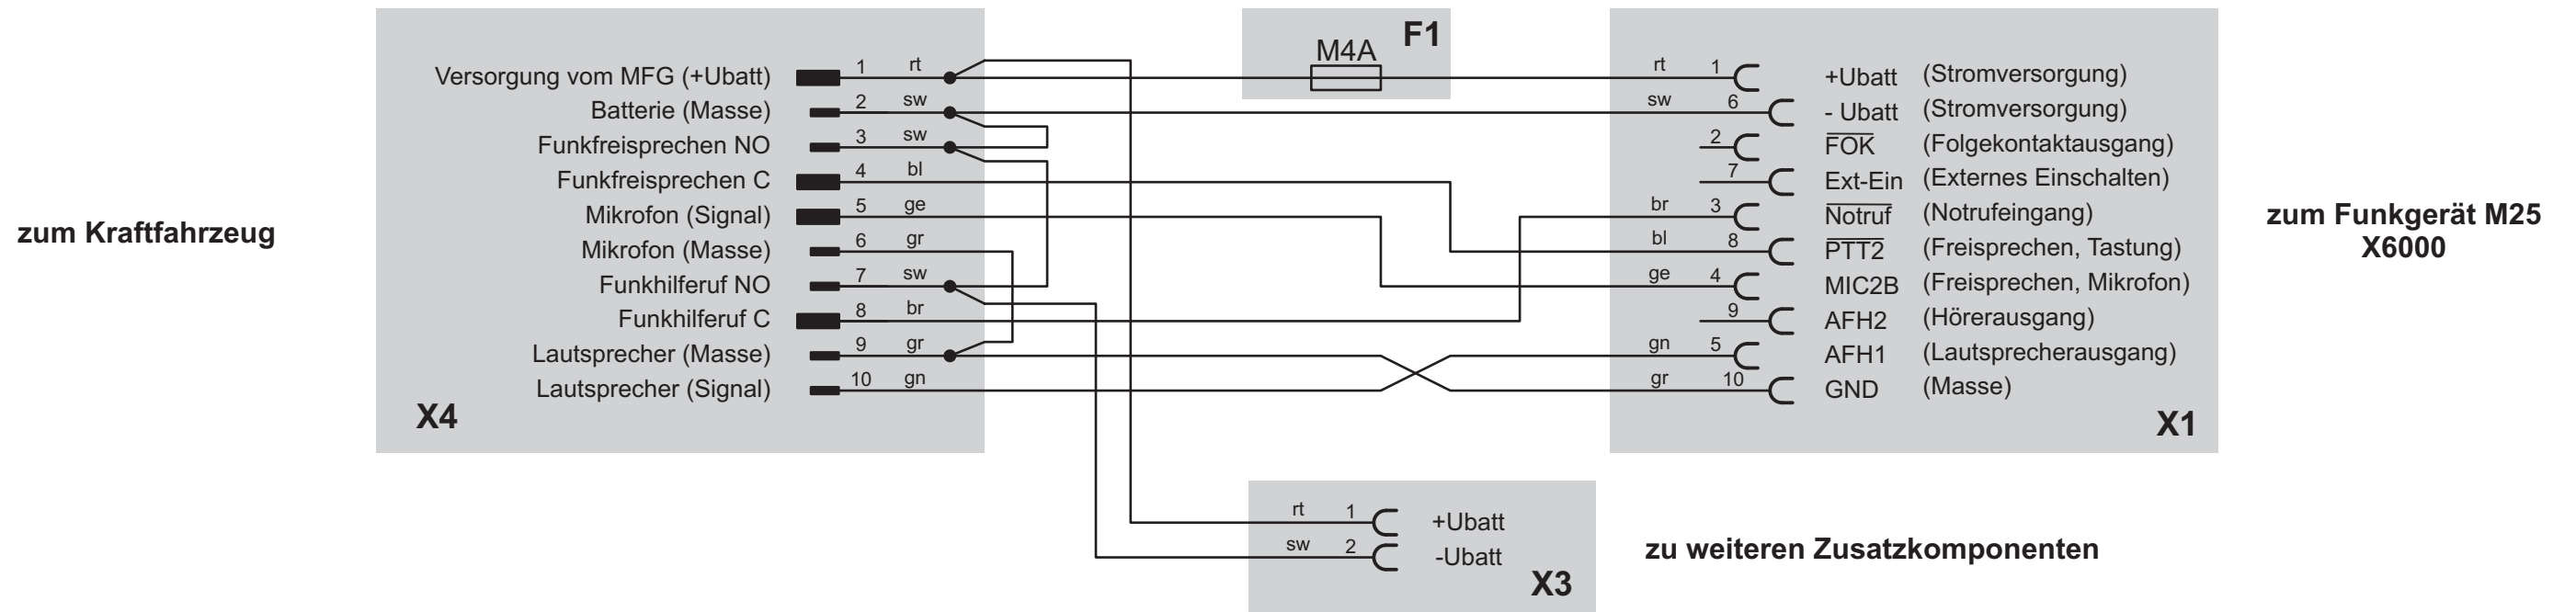 zum Kraftfahrzeug
Versorgung vom MFG (+Ubatt) 1 rt
Batterie (Masse) 2 sw
Funkfreisprechen NO 3 sw
Funkfreisprechen C 4 bl
Mikrofon (Signal) 5 ge
Mikrofon (Masse) 6 gr
Funkhilferuf NO 7 sw
Funkhilferuf C 8 br
Lautsprecher (Masse) 9 gr
Lautsprecher (Signal) 10 gn
X4
F1
M4A
rt 1 +Ubatt (Stromversorgung)
sw 6 - Ubatt (Stromversorgung)
2 F̅O̅K̅ (Folgekontaktausgang)
7 Ext-Ein (Externes Einschalten)
br 3 N̅o̅t̅r̅u̅f̅ (Notrufeingang)
bl 8 P̅T̅T̅2̅ (Freisprechen, Tastung)
ge 4 MIC2B (Freisprechen, Mikrofon)
9 AFH2 (Hörerausgang)
gn 5 AFH1 (Lautsprecherausgang)
gr 10 GND (Masse)
X1
zum Funkgerät M25
X6000
rt 1 +Ubatt
sw 2 -Ubatt
X3
zu weiteren Zusatzkomponenten